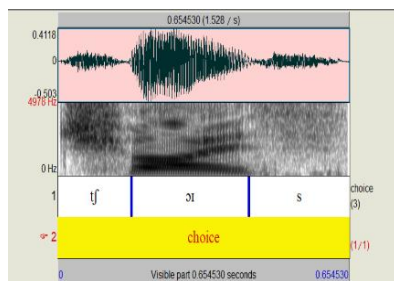 0.654530 (1.528 / s)
0.4118
0
-0.503
4978 Hz
0 Hz
1 tʃ ɔɪ s choice (3)
☞ 2 choice (1/1)
0 Visible part 0.654530 seconds 0.654530